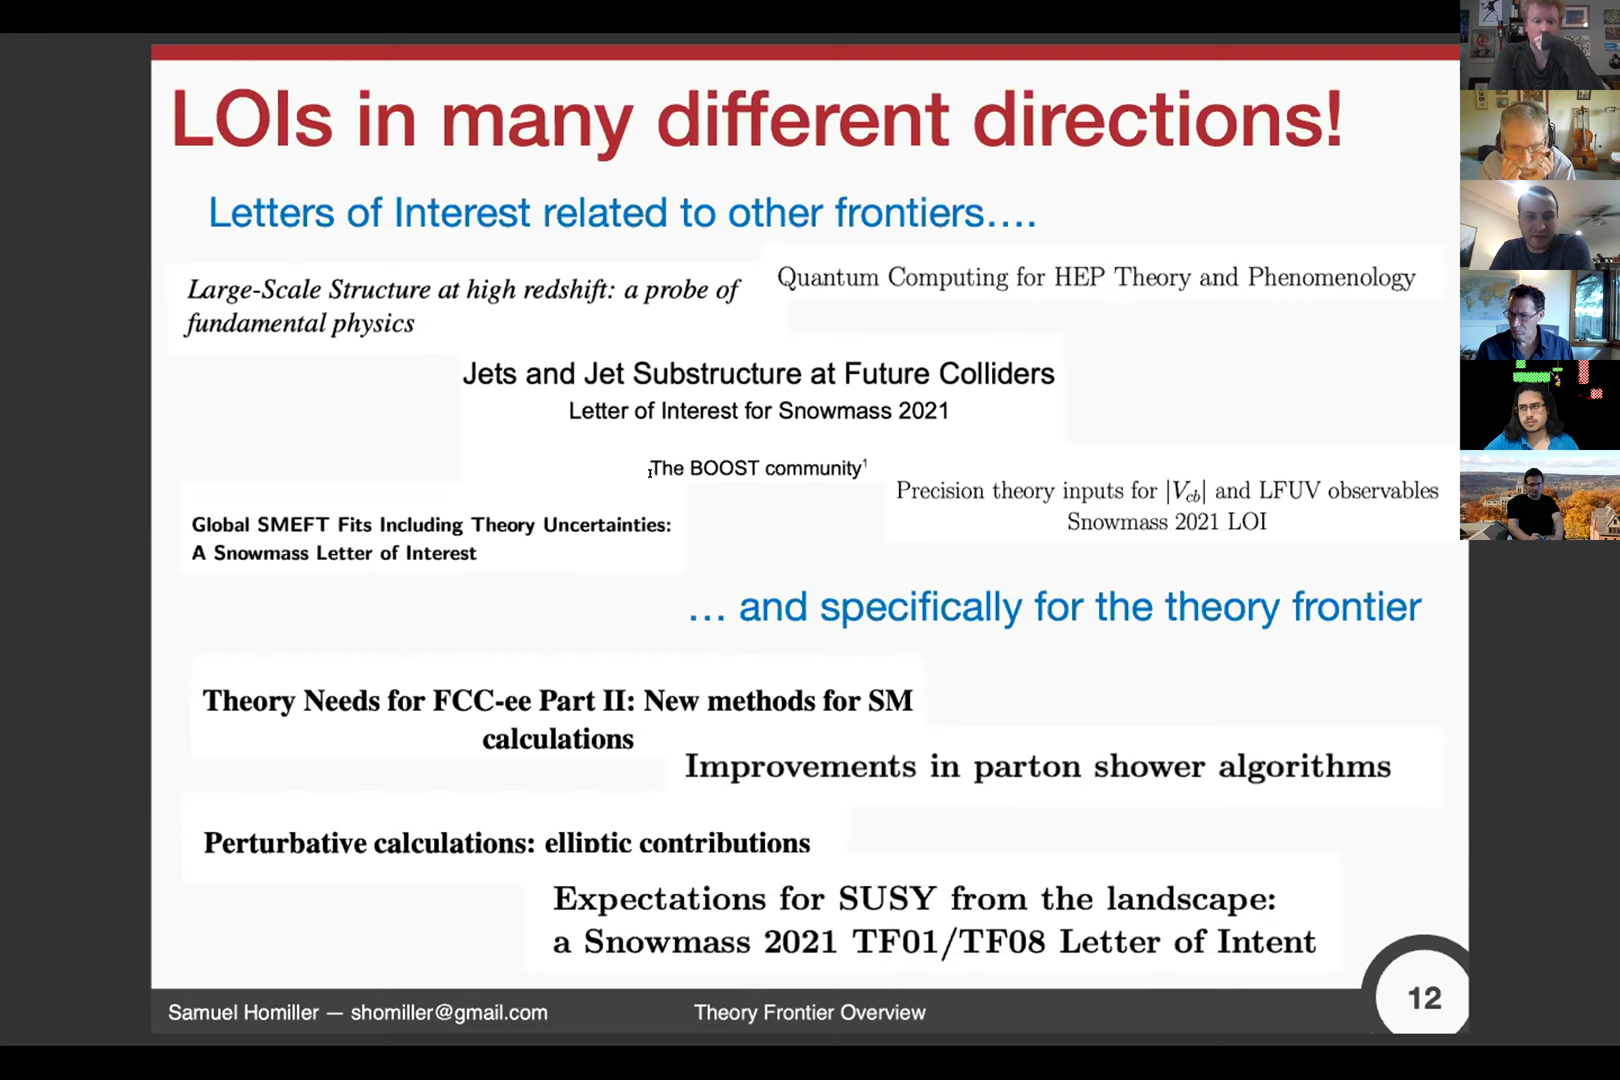 LOIs in many different directions!
Letters of Interest related to other frontiers....
Large-Scale Structure at high redshift: a probe of
fundamental physics
Quantum Computing for HEP Theory and Phenomenology
Jets and Jet Substructure at Future Colliders
Letter of Interest for Snowmass 2021
The BOOST community¹
Precision theory inputs for |V_cb| and LFUV observables
Snowmass 2021 LOI
Global SMEFT Fits Including Theory Uncertainties:
A Snowmass Letter of Interest
... and specifically for the theory frontier
Theory Needs for FCC-ee Part II: New methods for SM
calculations
Improvements in parton shower algorithms
Perturbative calculations: elliptic contributions
Expectations for SUSY from the landscape:
a Snowmass 2021 TF01/TF08 Letter of Intent
Samuel Homiller — shomiller@gmail.com
Theory Frontier Overview
12